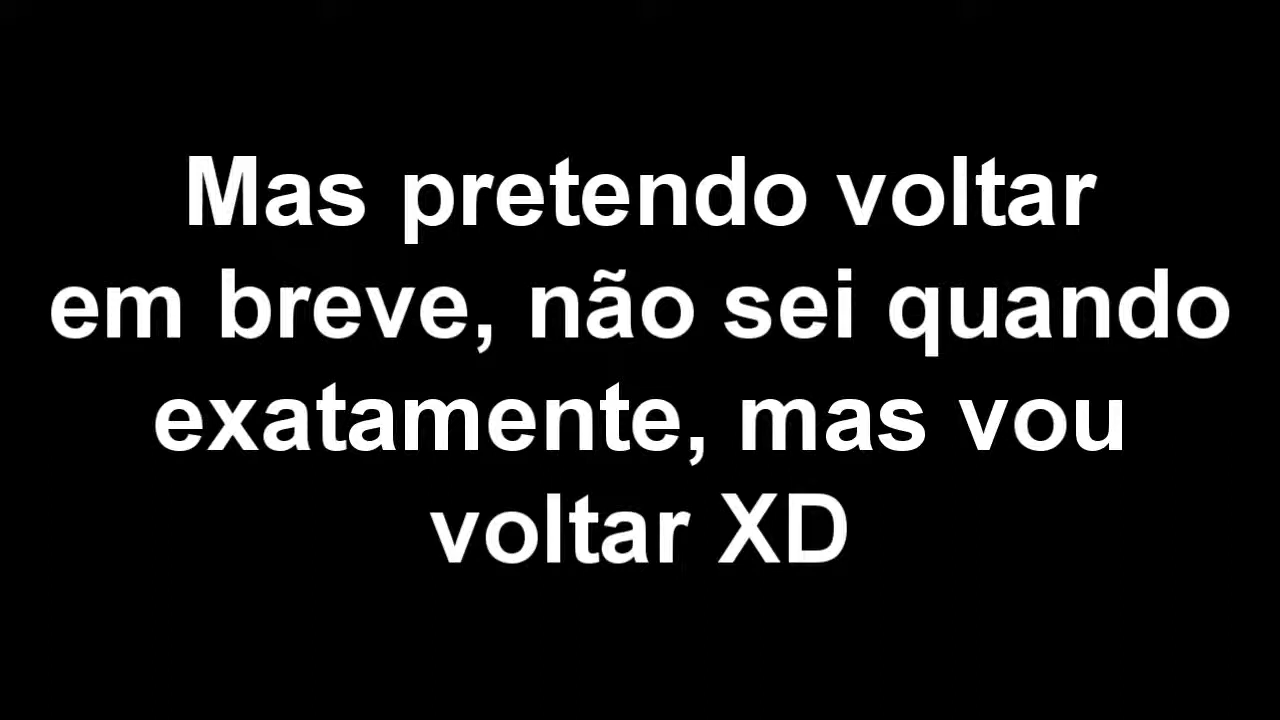 Mas pretendo voltar
em breve, não sei quando
exatamente, mas vou
voltar XD